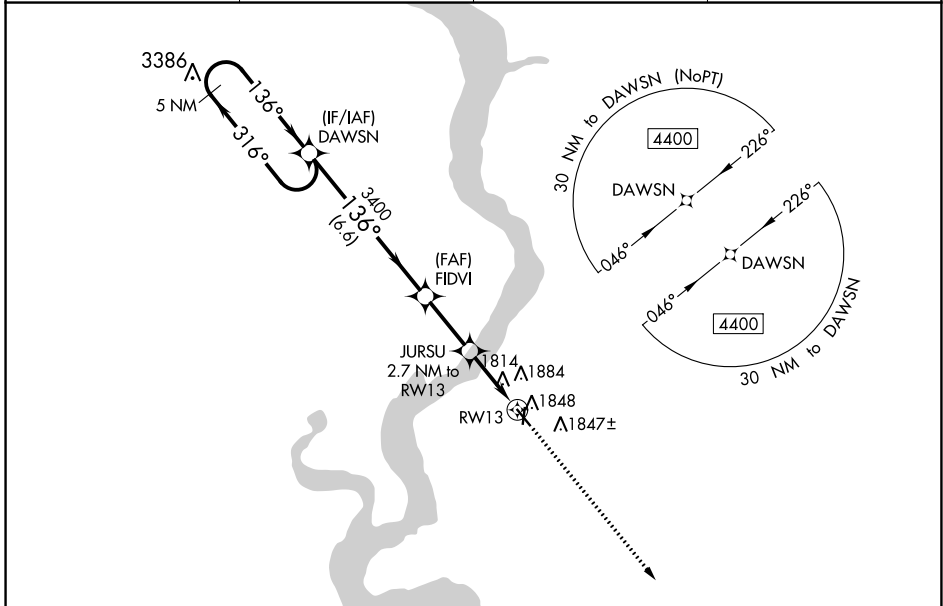 3386
5 NM
136°
316°
(IF/IAF)
DAWSN
3400
136°
(6.6)
(FAF)
FIDVI
JURSU
2.7 NM to
RW13
1814
1884
RW13
1848
1847±
30 NM to DAWSN (NoPT)
4400
226°
DAWSN
046°
226°
DAWSN
046°
4400
30 NM to DAWSN